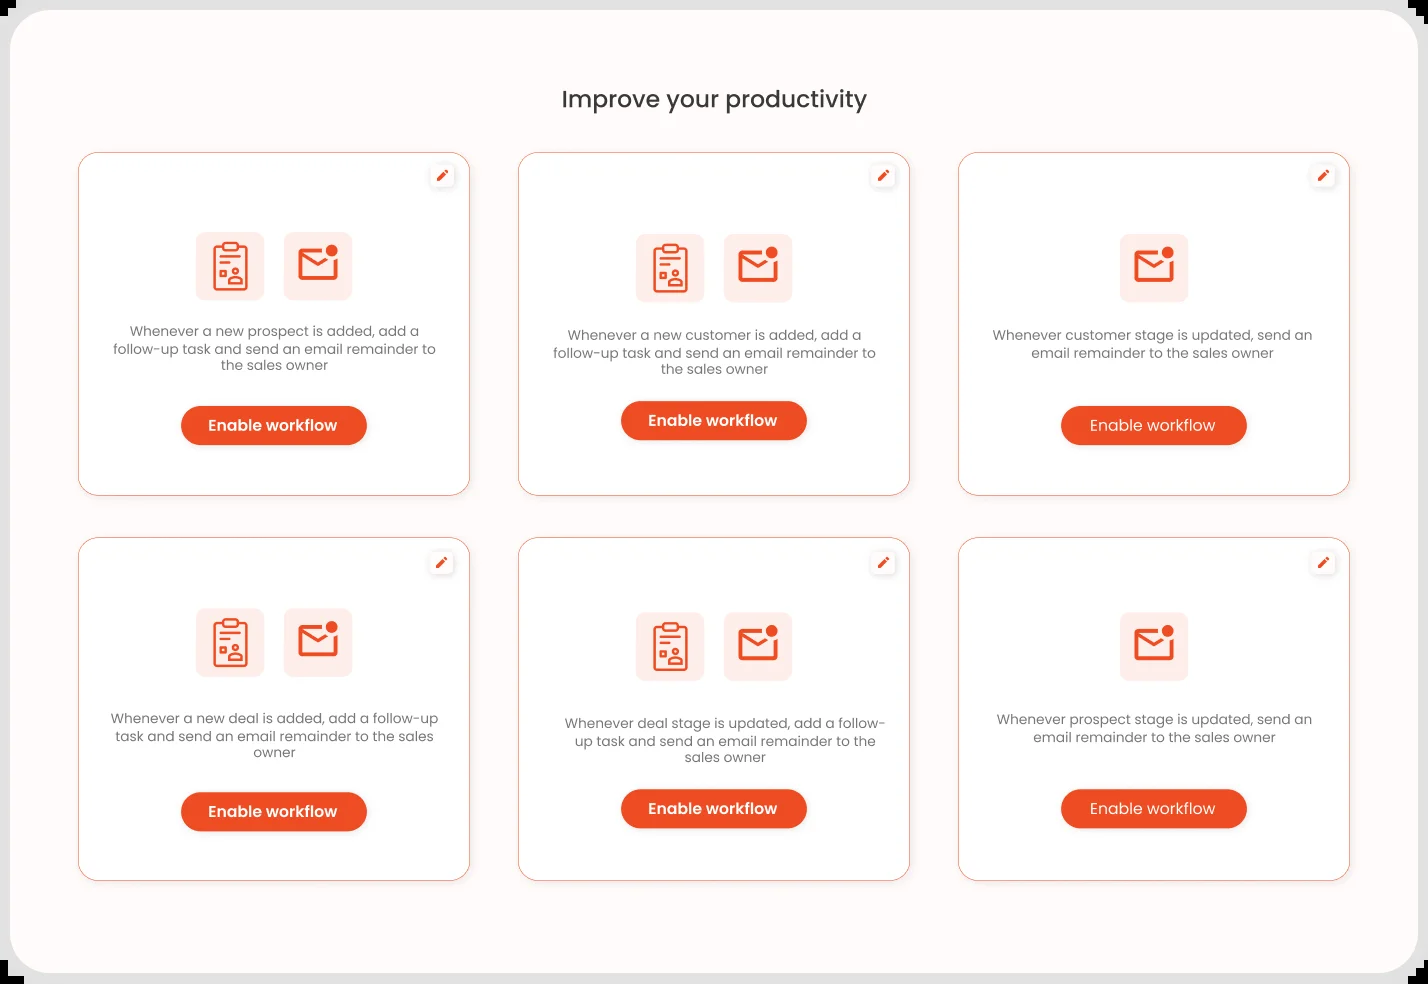 Improve your productivity
Whenever a new prospect is added, add a
follow-up task and send an email remainder to
the sales owner
Enable workflow
Whenever a new customer is added, add a
follow-up task and send an email remainder to
the sales owner
Enable workflow
Whenever customer stage is updated, send an
email remainder to the sales owner
Enable workflow
Whenever a new deal is added, add a follow-up
task and send an email remainder to the sales
owner
Enable workflow
Whenever deal stage is updated, add a follow-
up task and send an email remainder to the
sales owner
Enable workflow
Whenever prospect stage is updated, send an
email remainder to the sales owner
Enable workflow